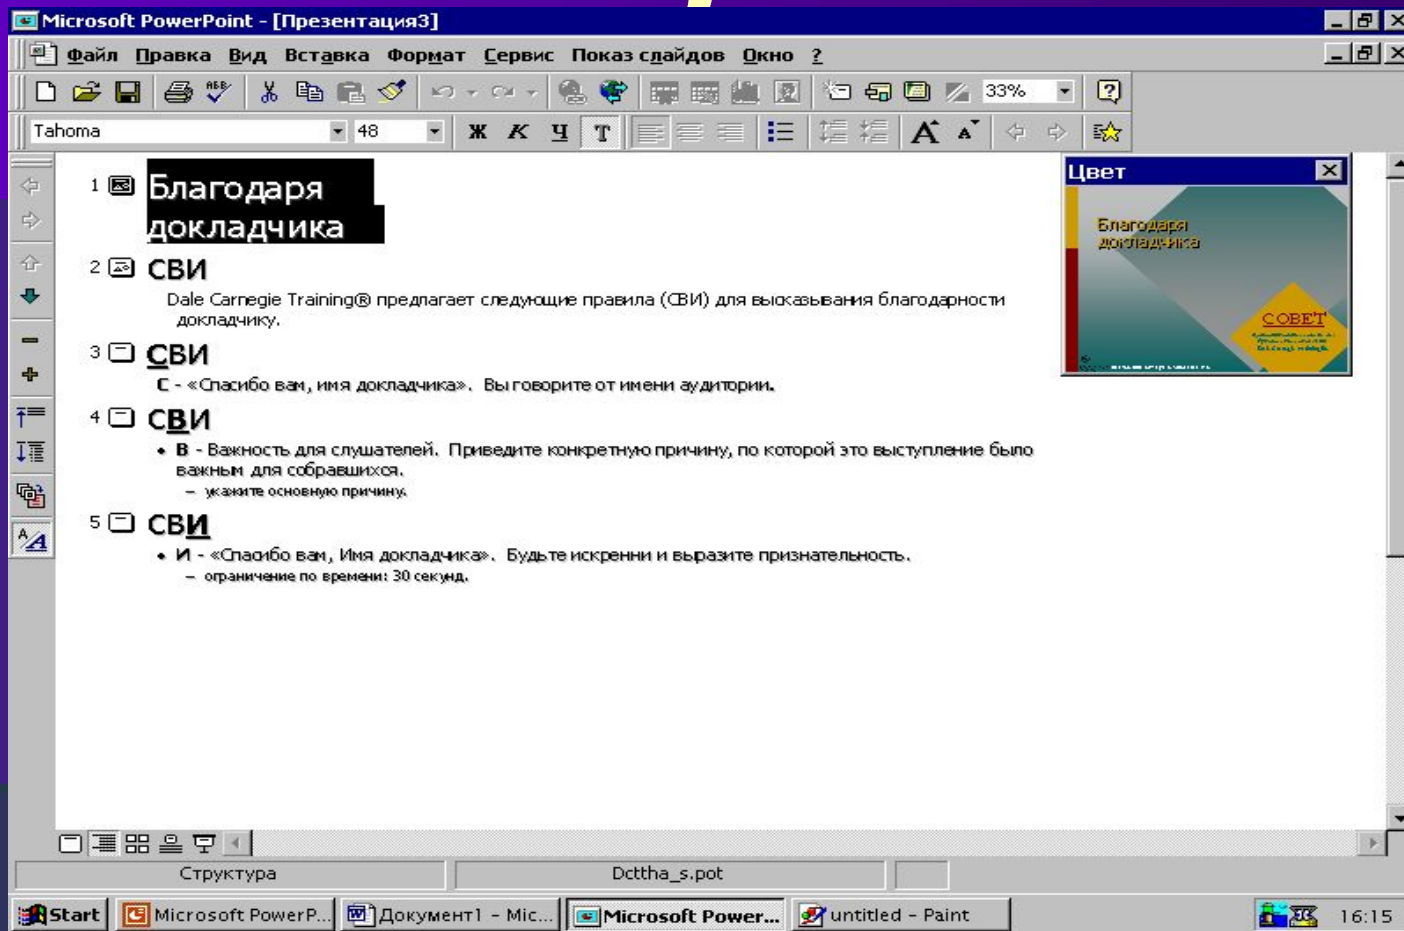 Microsoft PowerPoint - [Презентация3]
Файл Правка Вид Вставка Формат Сервис Показ слайдов Окно ?
33%
Tahoma 48 Ж К Ч Т
Цвет
1 Благодаря
докладчика
2 СВИ
Dale Carnegie Training® предлагает следующие правила (СВИ) для высказывания благодарности
докладчику.
3 СВИ
С - «Спасибо вам, имя докладчика». Вы говорите от имени аудитории.
4 СВИ
• В - Важность для слушателей. Приведите конкретную причину, по которой это выступление было
важным для собравшихся.
– укажите основную причину.
5 СВИ
• И - «Спасибо вам, Имя докладчика». Будьте искренни и выразите признательность.
– ограничение по времени: 30 секунд.
Благодаря
докладчика
СОВЕТ
Структура Dcttha_s.pot
Start Microsoft PowerP... Документ1 - Mic... Microsoft Power... untitled - Paint 16:15